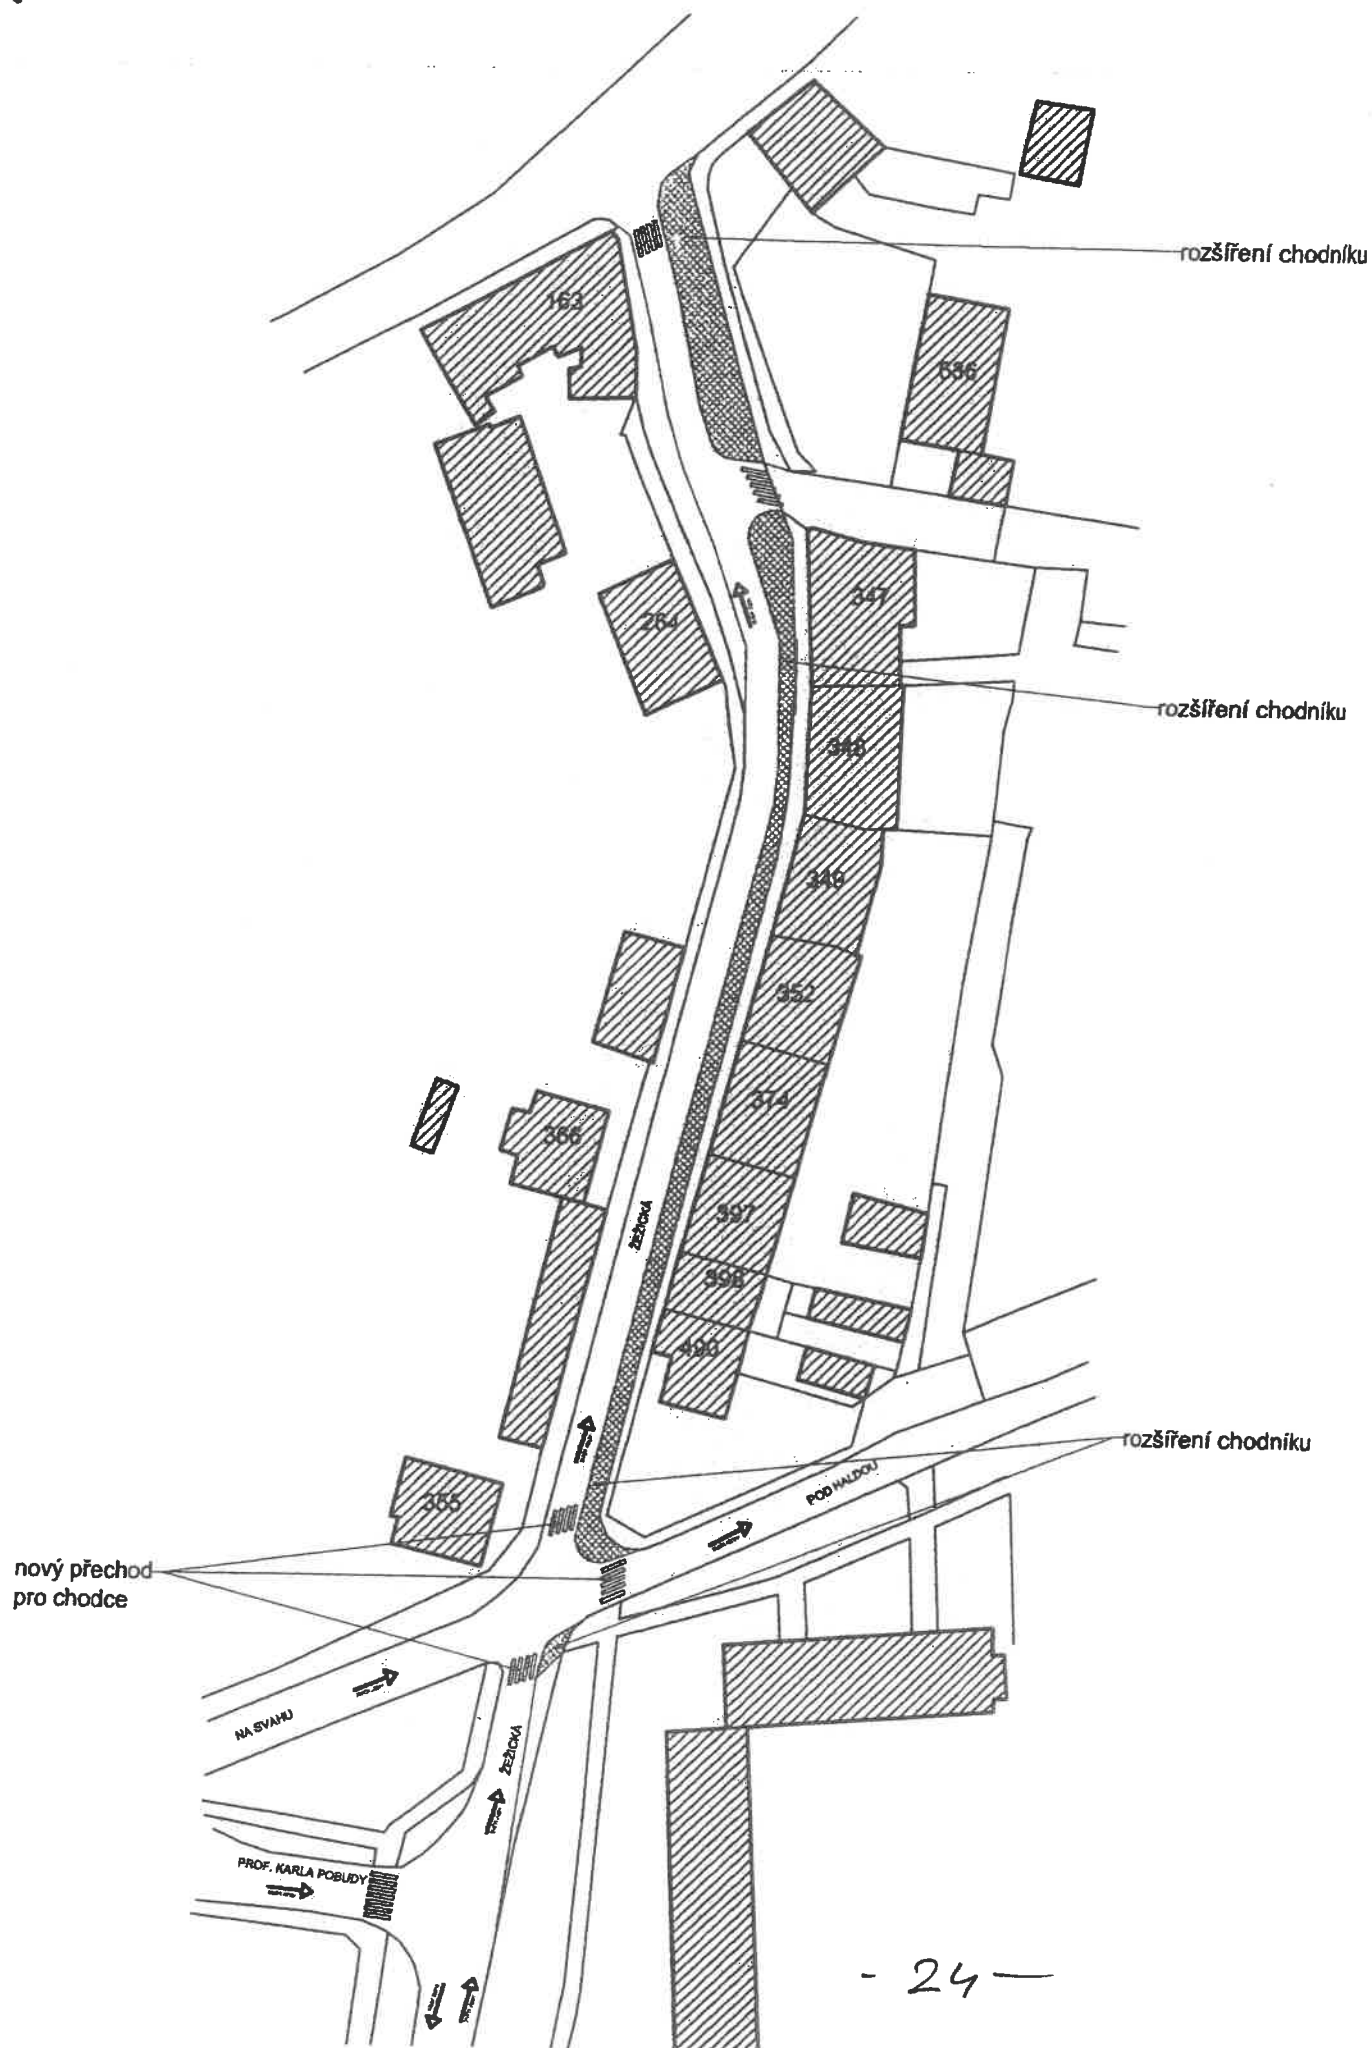 rozšíření chodníku
163
536
347
264
rozšíření chodníku
348
349
352
374
366
ŽEŽICKÁ
397
398
490
rozšíření chodníku
POD HALDOU
355
nový přechod
pro chodce
NA SVAHU
ŽEŽICKÁ
PROF. KARLA POBUDY
- 24 -